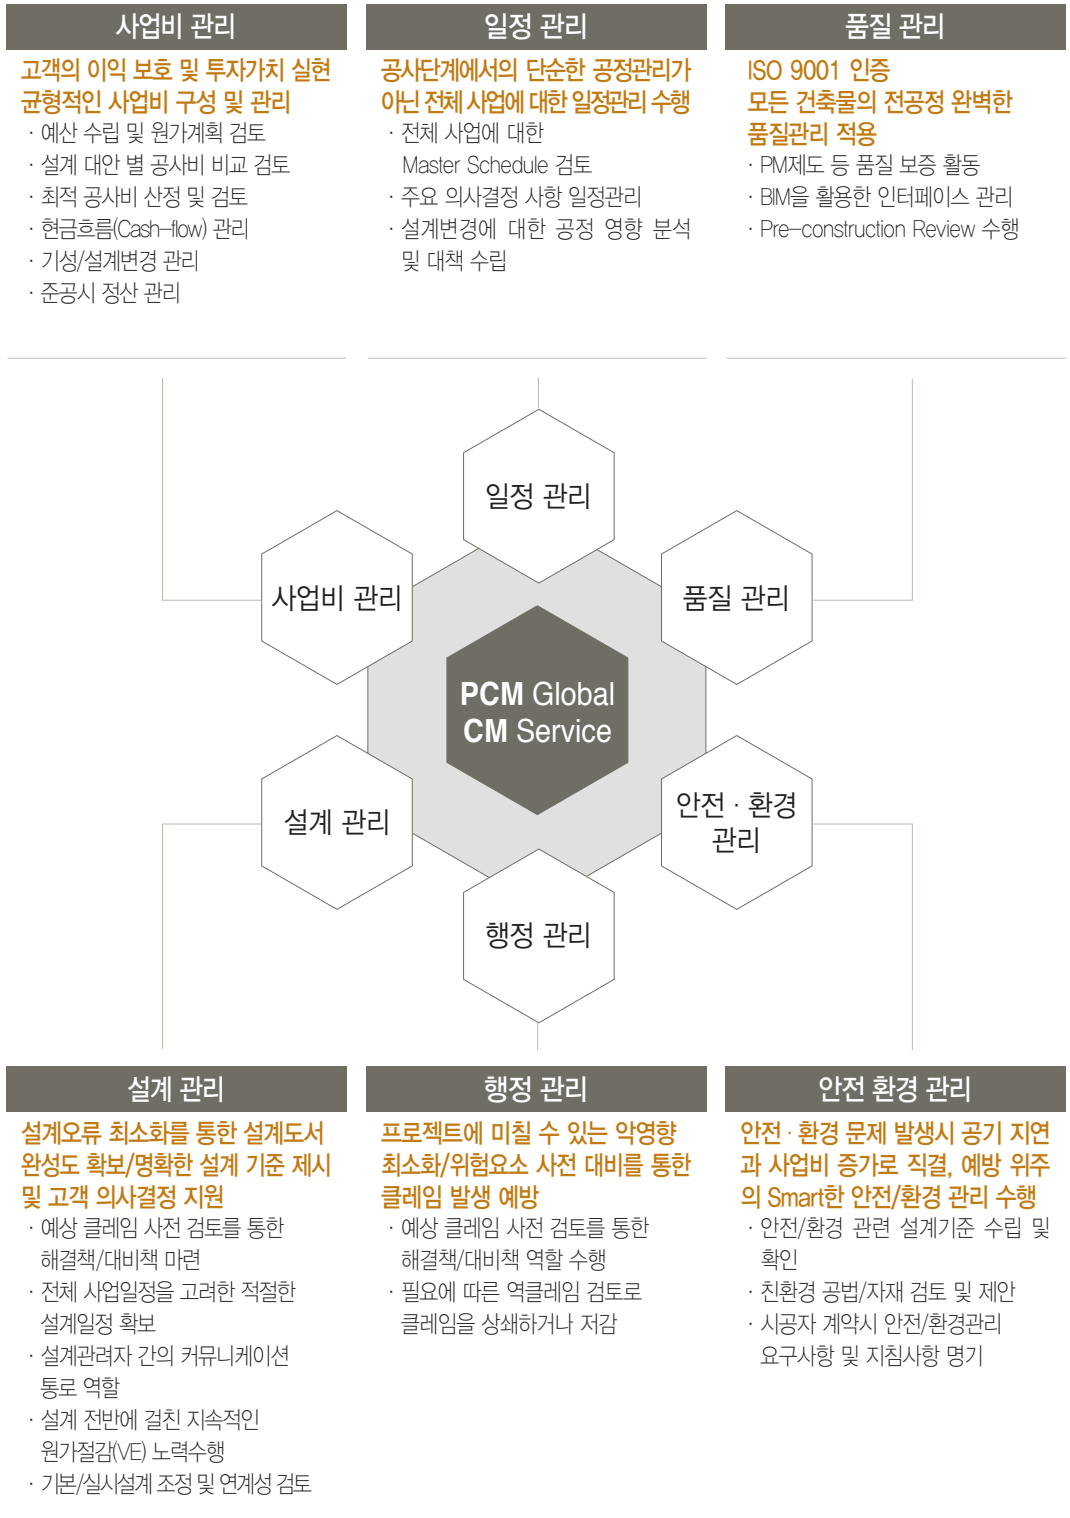 사업비 관리
고객의 이익 보호 및 투자가치 실현
균형적인 사업비 구성 및 관리
· 예산 수립 및 원가계획 검토
· 설계 대안 별 공사비 비교 검토
· 최적 공사비 산정 및 검토
· 현금흐름(Cash-flow) 관리
· 기성/설계변경 관리
· 준공시 정산 관리
일정 관리
공사단계에서의 단순한 공정관리가
아닌 전체 사업에 대한 일정관리 수행
· 전체 사업에 대한
Master Schedule 검토
· 주요 의사결정 사항 일정관리
· 설계변경에 대한 공정 영향 분석
및 대책 수립
품질 관리
ISO 9001 인증
모든 건축물의 전공정 완벽한
품질관리 적용
· PM제도 등 품질 보증 활동
· BIM을 활용한 인터페이스 관리
· Pre-construction Review 수행
일정 관리
사업비 관리
품질 관리
PCM Global
CM Service
설계 관리
안전 · 환경
관리
행정 관리
설계 관리
설계오류 최소화를 통한 설계도서
완성도 확보/명확한 설계 기준 제시
및 고객 의사결정 지원
· 예상 클레임 사전 검토를 통한
해결책/대비책 마련
· 전체 사업일정을 고려한 적절한
설계일정 확보
· 설계관려자 간의 커뮤니케이션
통로 역할
· 설계 전반에 걸친 지속적인
원가절감(VE) 노력수행
· 기본/실시설계 조정 및 연계성 검토
행정 관리
프로젝트에 미칠 수 있는 악영향
최소화/위험요소 사전 대비를 통한
클레임 발생 예방
· 예상 클레임 사전 검토를 통한
해결책/대비책 역할 수행
· 필요에 따른 역클레임 검토로
클레임을 상쇄하거나 저감
안전 환경 관리
안전 · 환경 문제 발생시 공기 지연
과 사업비 증가로 직결, 예방 위주
의 Smart한 안전/환경 관리 수행
· 안전/환경 관련 설계기준 수립 및
확인
· 친환경 공법/자재 검토 및 제안
· 시공자 계약시 안전/환경관리
요구사항 및 지침사항 명기